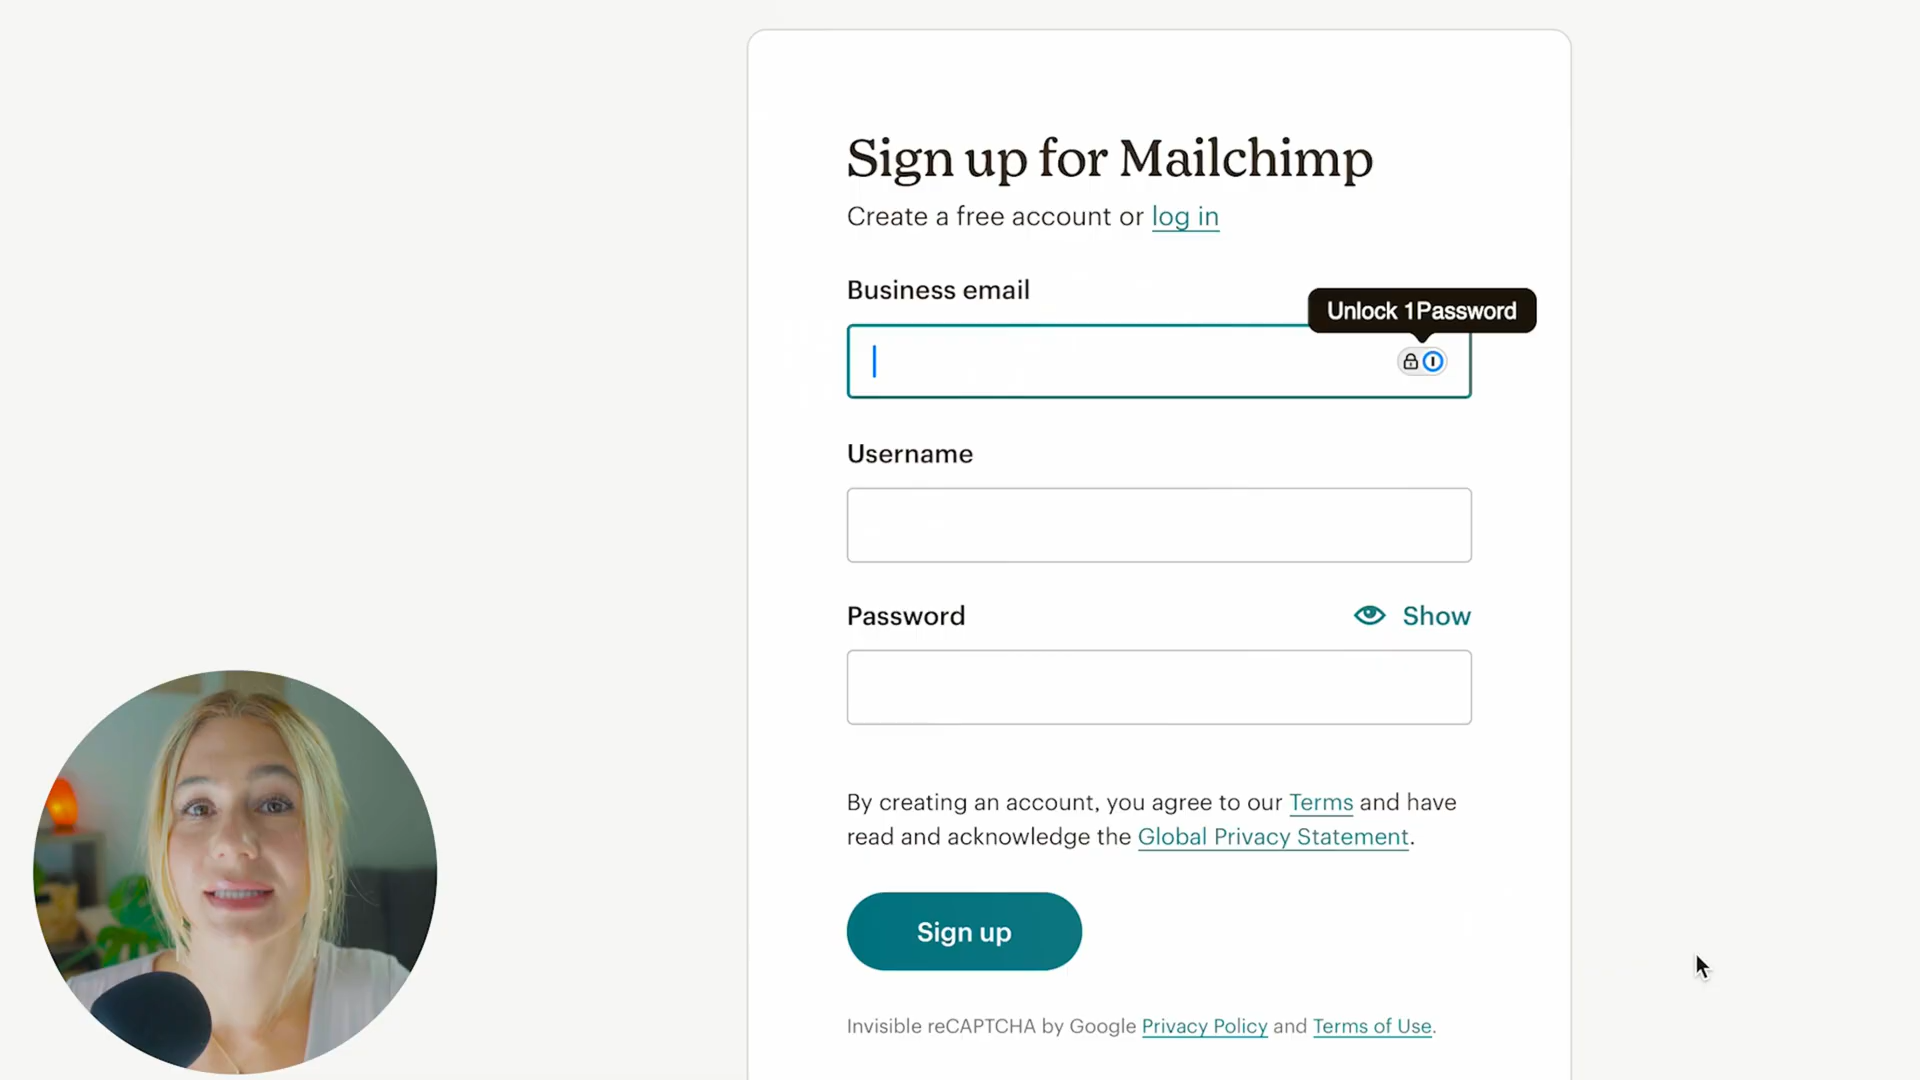 Sign up for Mailchimp
Create a free account or log in
Business email
Unlock 1Password
Username
Password
Show
By creating an account, you agree to our Terms and have
read and acknowledge the Global Privacy Statement.
Sign up
Invisible reCAPTCHA by Google Privacy Policy and Terms of Use.